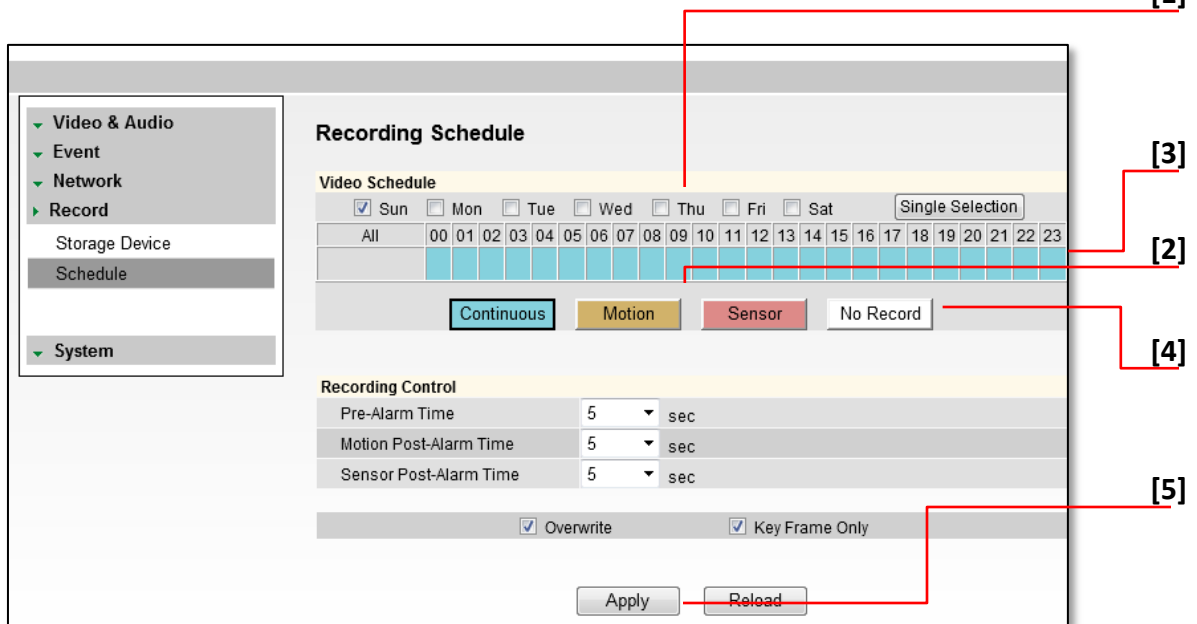 Video & Audio
Event
Network
Record
Storage Device
Schedule
System
Recording Schedule
Video Schedule
Sun Mon Tue Wed Thu Fri Sat Single Selection
All 00 01 02 03 04 05 06 07 08 09 10 11 12 13 14 15 16 17 18 19 20 21 22 23
Continuous Motion Sensor No Record
Recording Control
Pre-Alarm Time 5 sec
Motion Post-Alarm Time 5 sec
Sensor Post-Alarm Time 5 sec
Overwrite Key Frame Only
Apply Reload
[3]
[2]
[4]
[5]